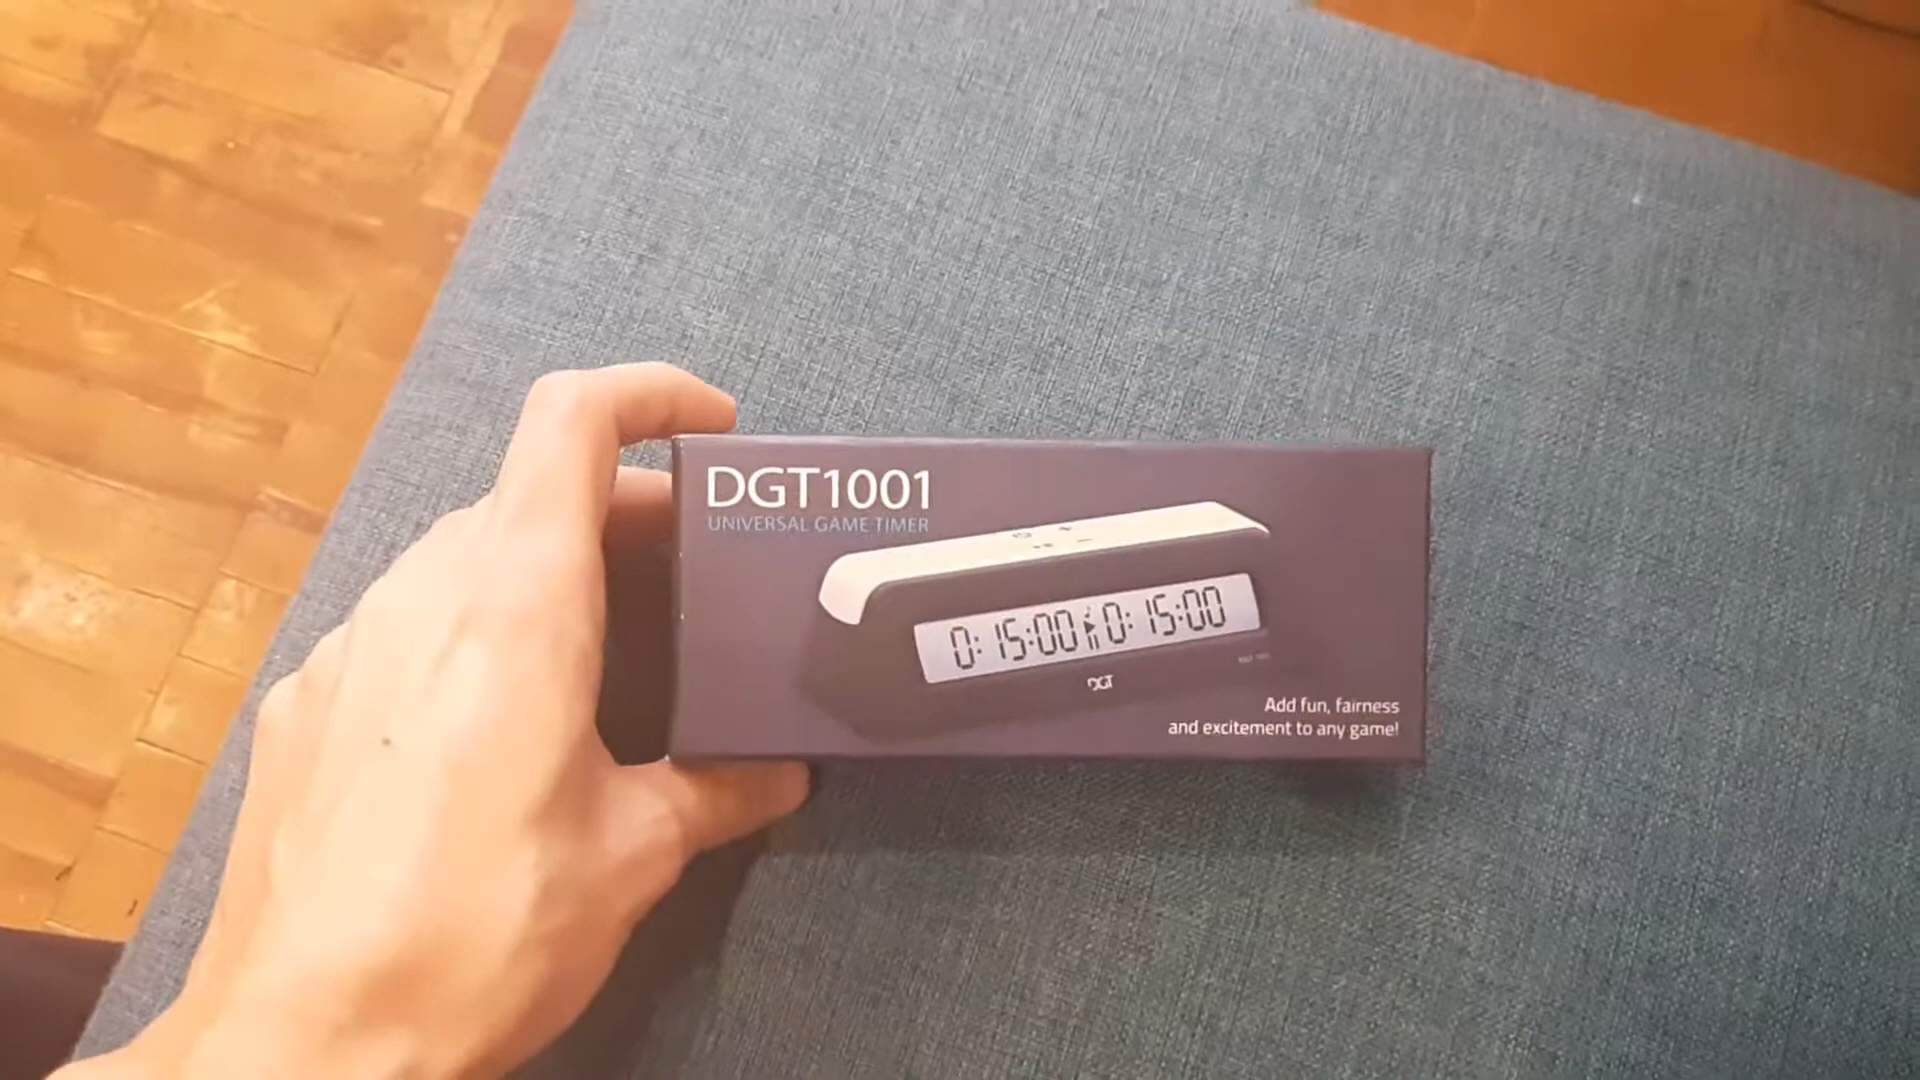 DGT1001
UNIVERSAL GAME TIMER
0:15:00 0:15:00
DGT
Add fun, fairness
and excitement to any game!